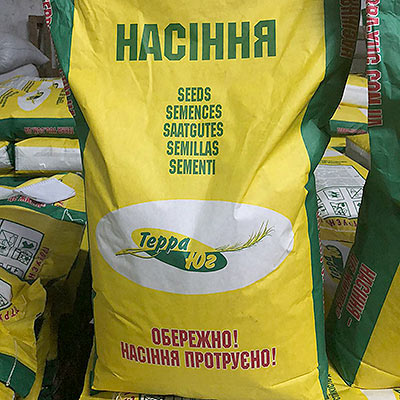 НАСІННЯ
SEEDS
SEMENCES
SAATGUTES
SEMILLAS
SEMENTI
Терра
Юг
ОБЕРЕЖНО!
НАСІННЯ ПРОТРУЄНО!